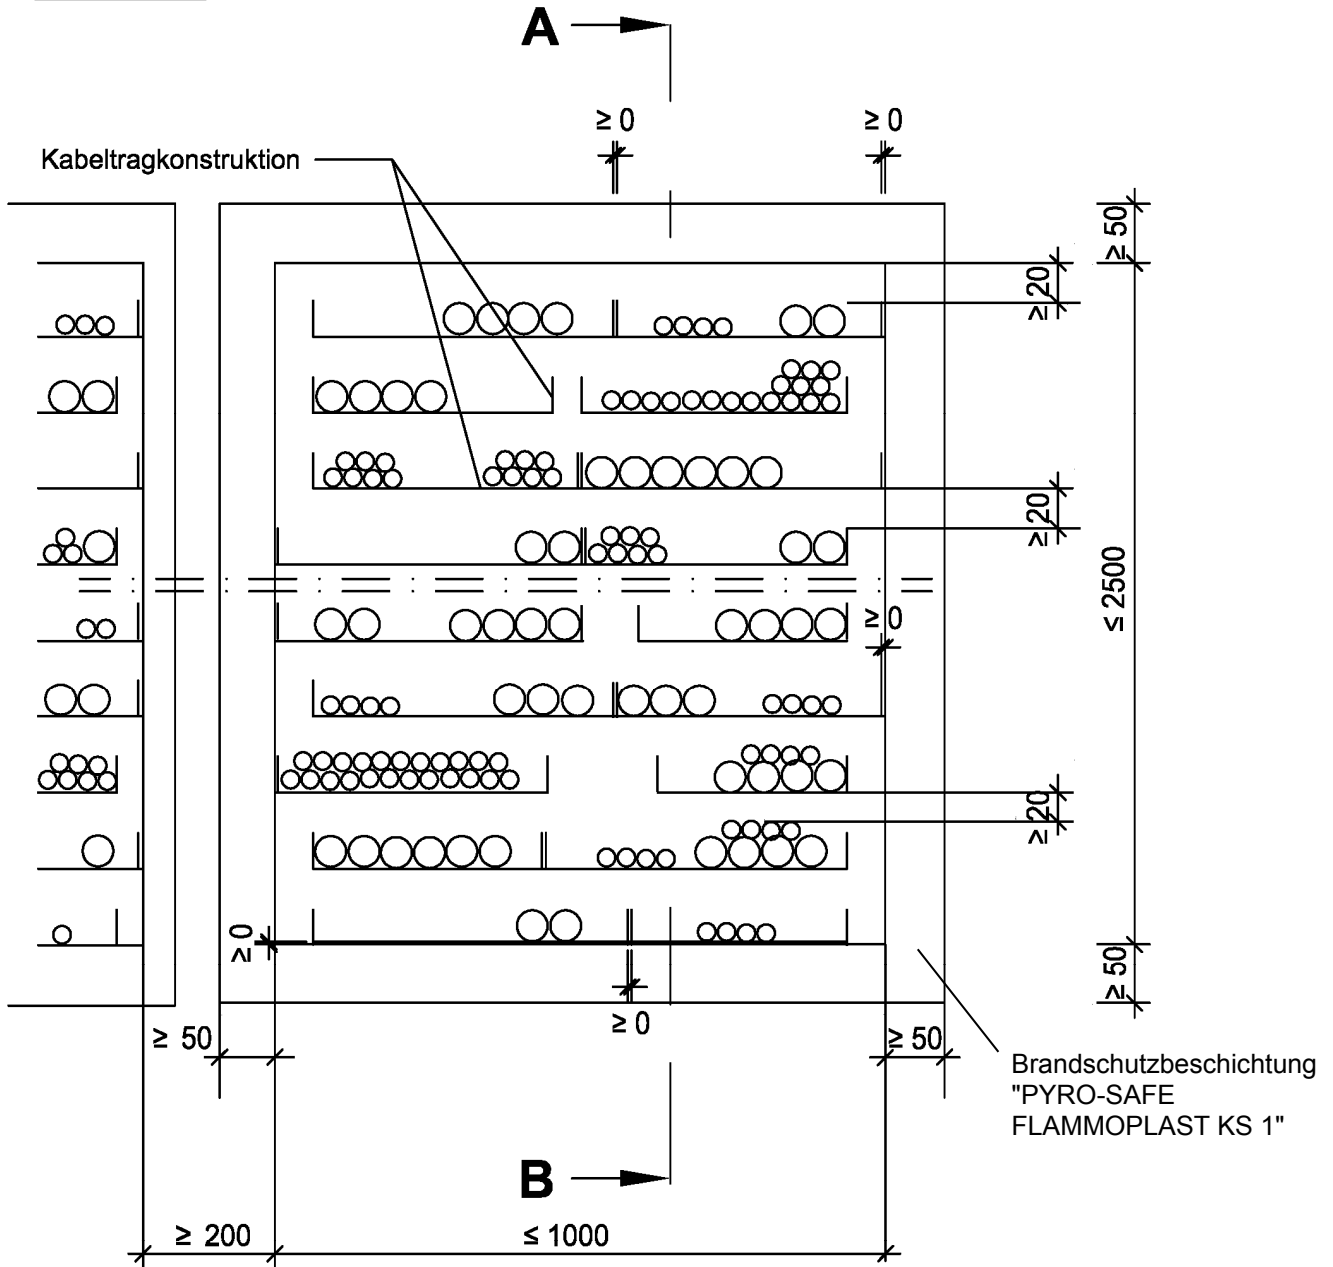 A
≥ 0
≥ 0
Kabeltragkonstruktion
≥ 50
≥ 20
≥ 20
≤ 2500
≥ 0
≥ 20
≥ 0
≥ 50
≥ 0
≥ 50
≥ 50
Brandschutzbeschichtung
"PYRO-SAFE
FLAMMOPLAST KS 1"
B
≥ 200
≤ 1000